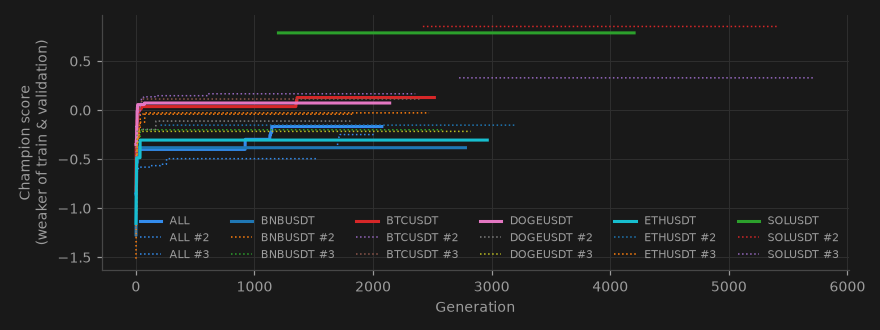 0.5
0.0
−0.5
−1.0
−1.5
Champion score
(weaker of train & validation)
ALL BNBUSDT BTCUSDT DOGEUSDT ETHUSDT SOLUSDT
ALL #2 BNBUSDT #2 BTCUSDT #2 DOGEUSDT #2 ETHUSDT #2 SOLUSDT #2
ALL #3 BNBUSDT #3 BTCUSDT #3 DOGEUSDT #3 ETHUSDT #3 SOLUSDT #3
0 1000 2000 3000 4000 5000 6000
Generation